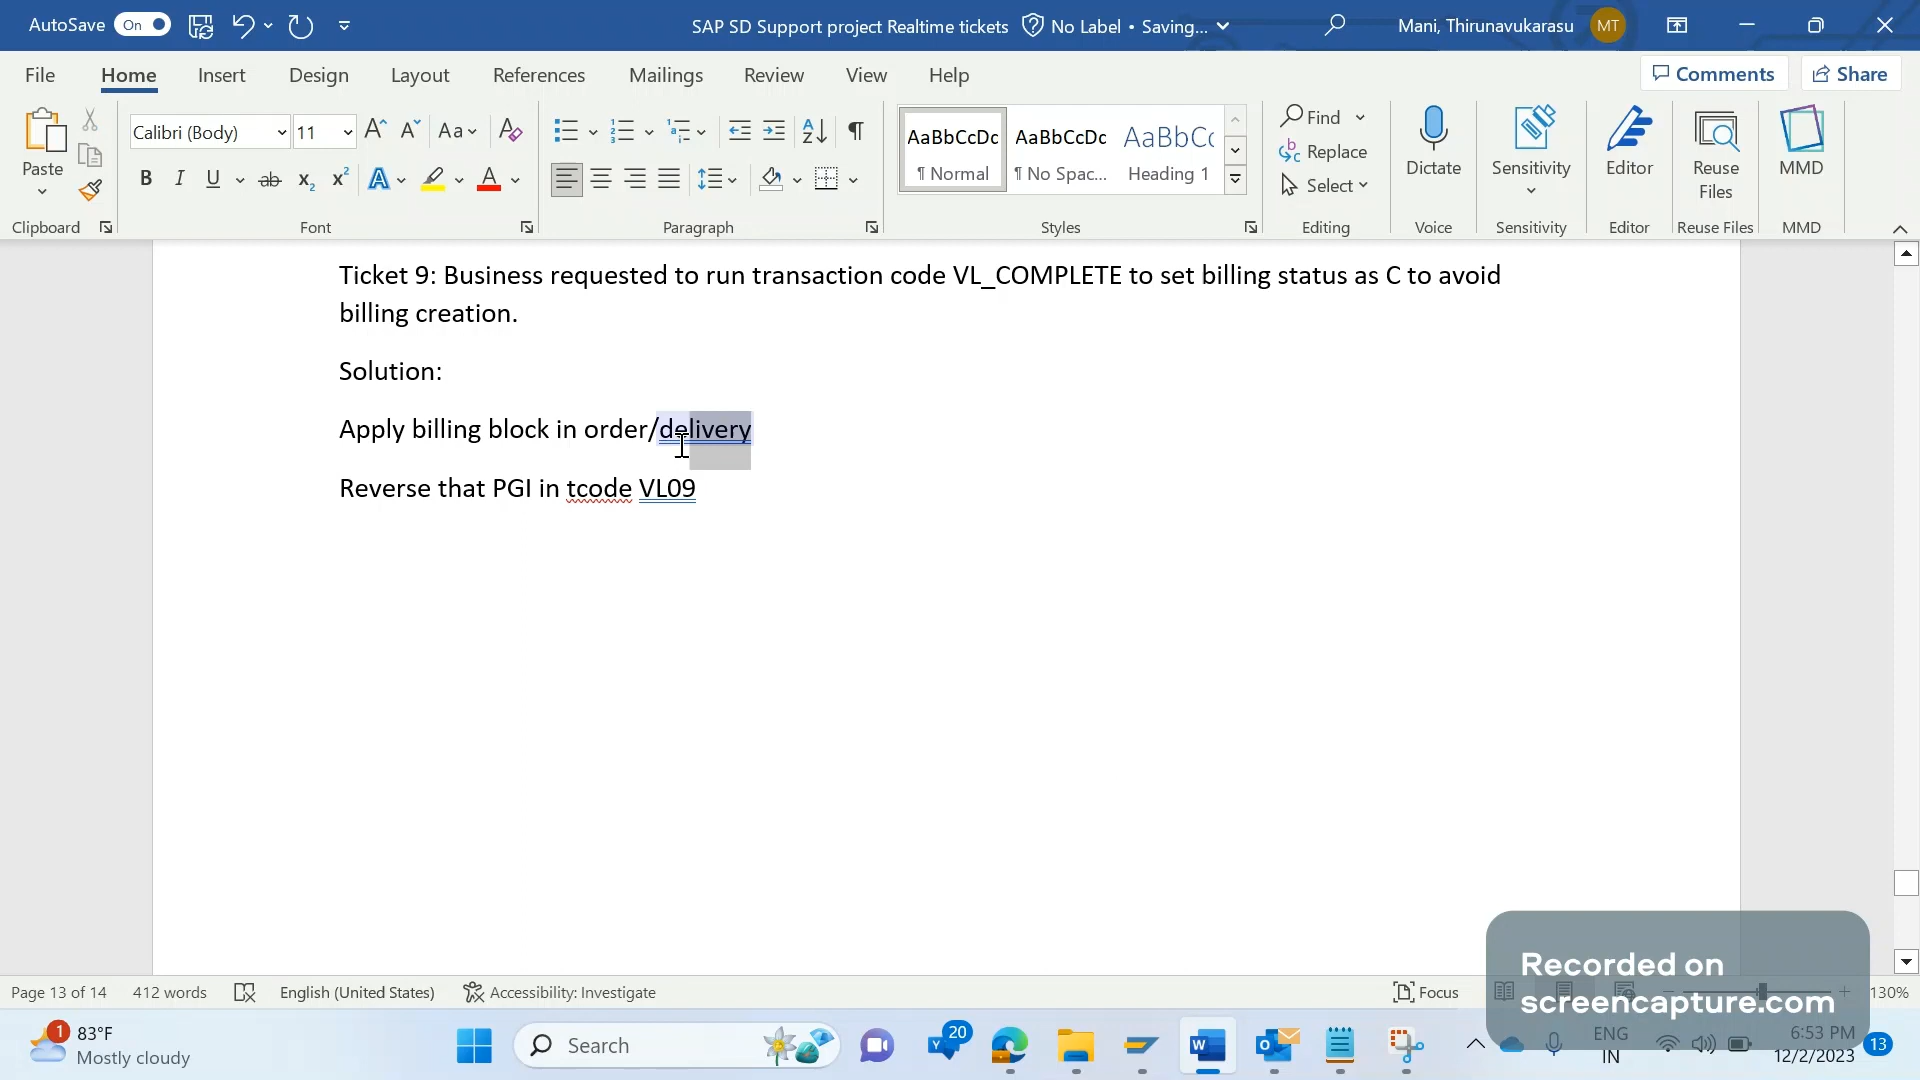 AutoSave On
SAP SD Support project Realtime tickets No Label • Saving...
Mani, Thirunavukarasu MT
File Home Insert Design Layout References Mailings Review View Help
Comments Share
Paste
Calibri (Body) 11 Aa
Find
Replace
Select
AaBbCcDc AaBbCcDc AaBbCc
¶ Normal ¶ No Spac... Heading 1
Dictate Sensitivity Editor Reuse Files MMD
Clipboard Font Paragraph Styles Editing Voice Sensitivity Editor Reuse Files MMD
Ticket 9: Business requested to run transaction code VL_COMPLETE to set billing status as C to avoid
billing creation.
Solution:
Apply billing block in order/delivery
Reverse that PGI in tcode VL09
Recorded on
screencapture.com
Page 13 of 14 412 words English (United States) Accessibility: Investigate Focus 130%
1 83°F
Mostly cloudy
Search
20
ENG
IN
6:53 PM
12/2/2023
13